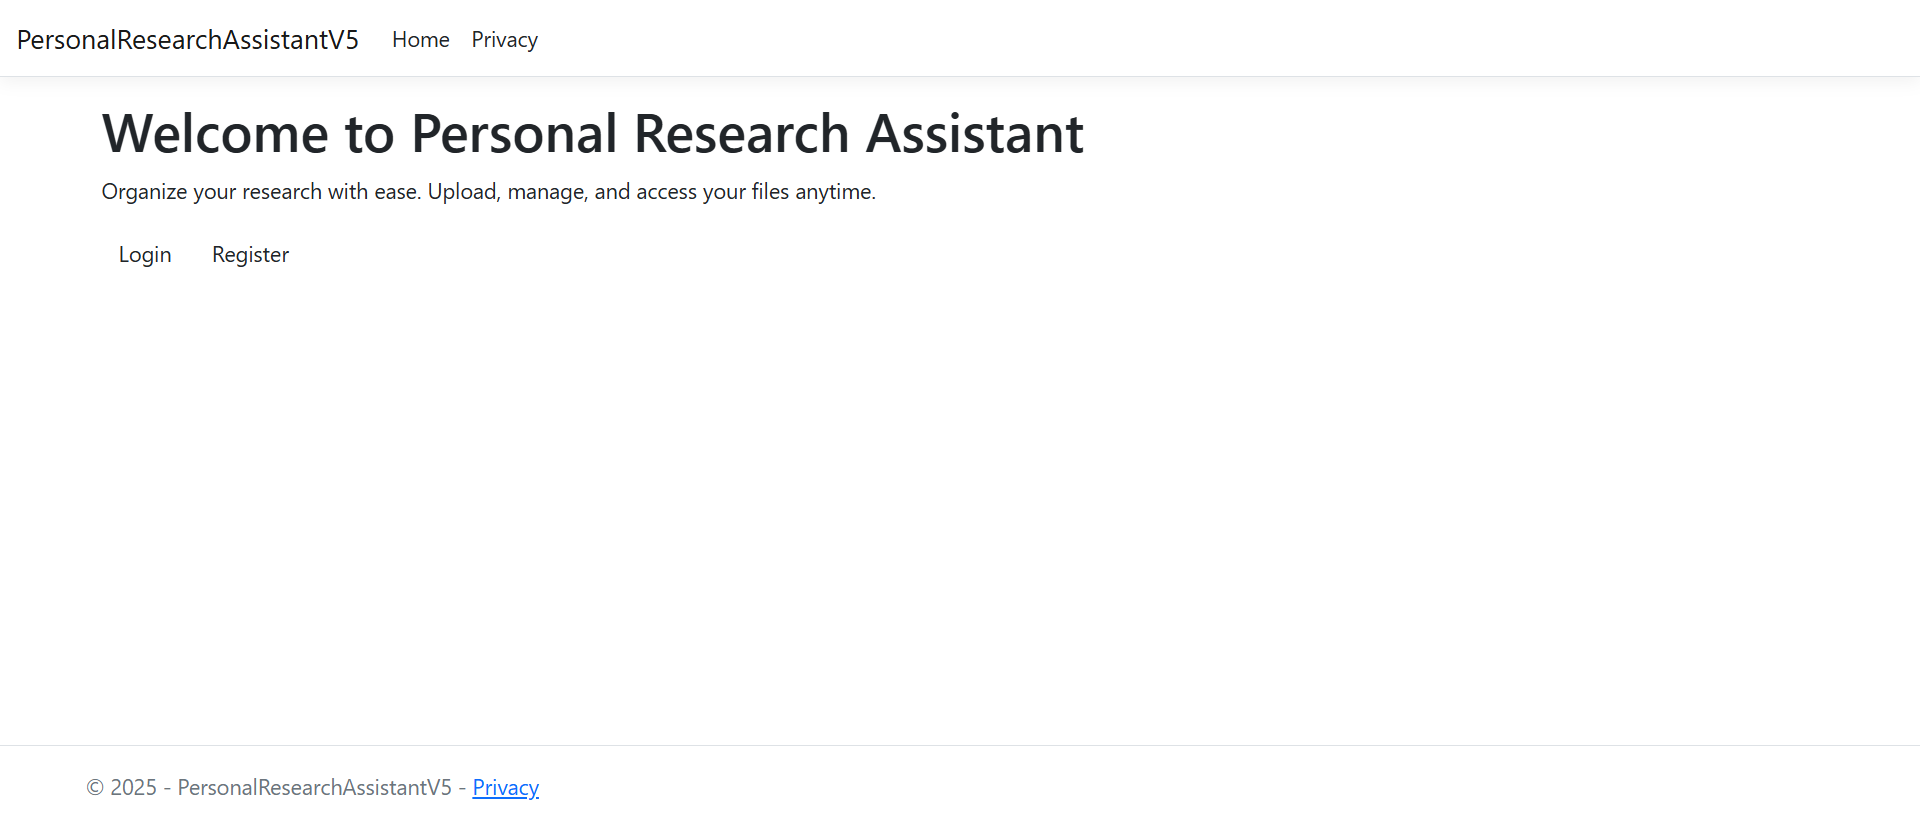 PersonalResearchAssistantV5 Home Privacy
Welcome to Personal Research Assistant
Organize your research with ease. Upload, manage, and access your files anytime.
Login Register
© 2025 - PersonalResearchAssistantV5 - Privacy